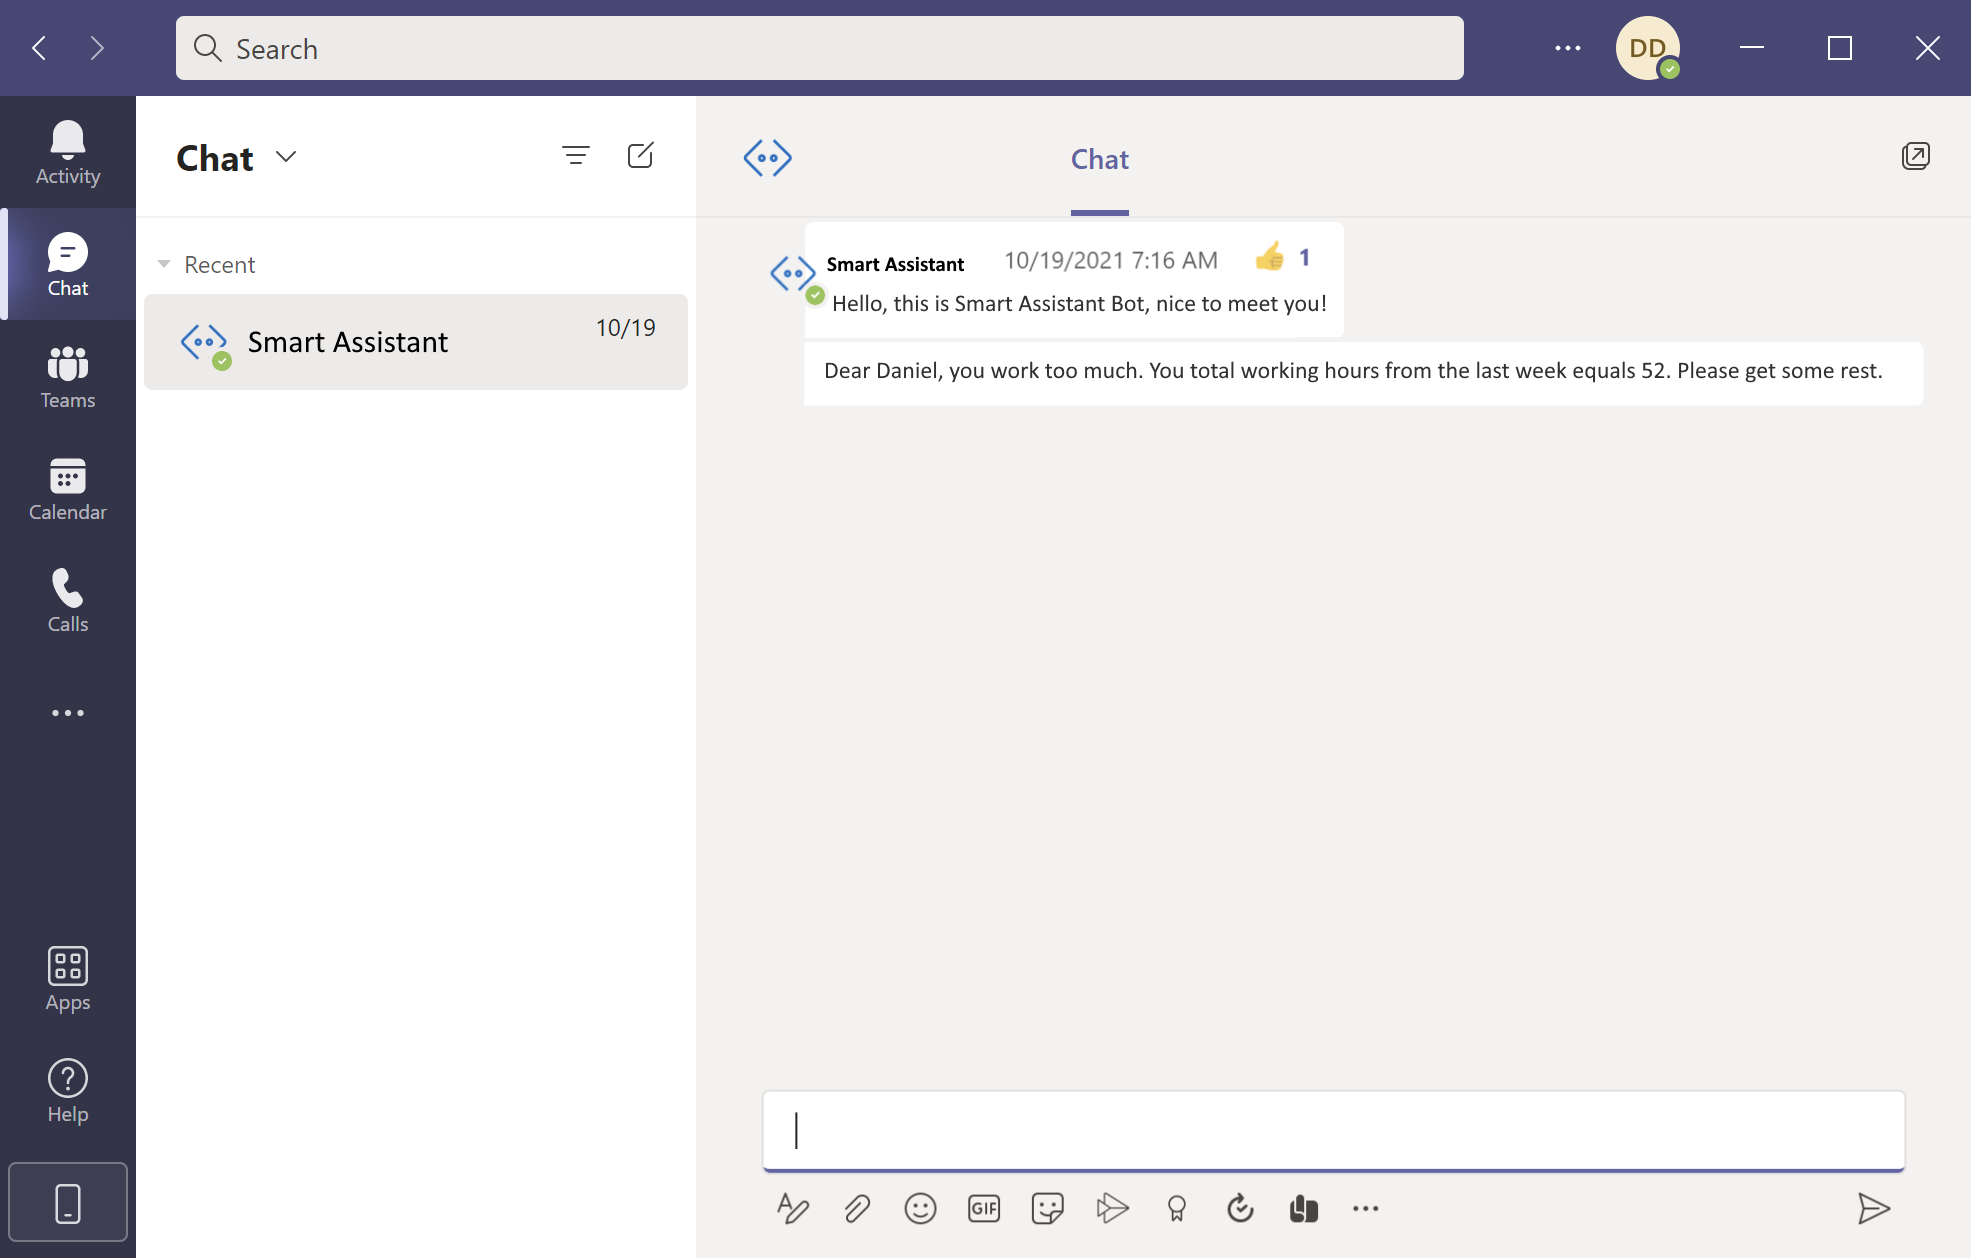 Search
DD
Activity
Chat
Teams
Calendar
Calls
Apps
Help
Chat
Recent
Smart Assistant
10/19
Chat
Smart Assistant 10/19/2021 7:16 AM 1
Hello, this is Smart Assistant Bot, nice to meet you!
Dear Daniel, you work too much. You total working hours from the last week equals 52. Please get some rest.
GIF